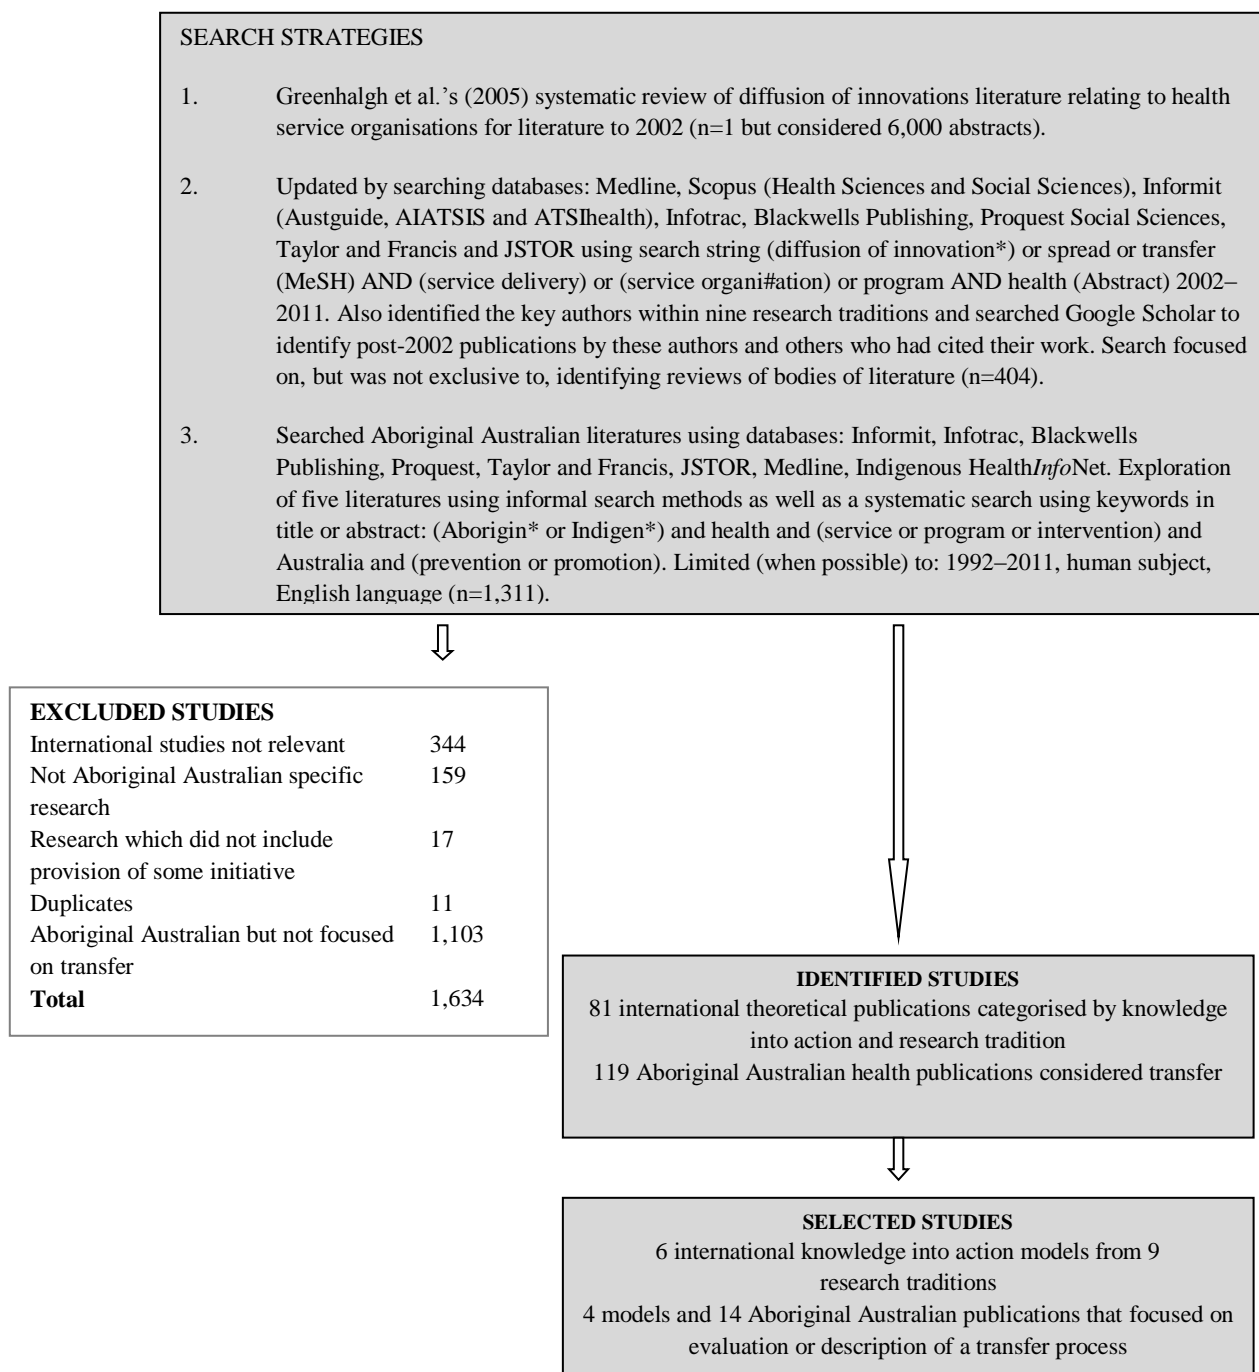 SEARCH STRATEGIES
1. Greenhalgh et al.'s (2005) systematic review of diffusion of innovations literature relating to health
service organisations for literature to 2002 (n=1 but considered 6,000 abstracts).
2. Updated by searching databases: Medline, Scopus (Health Sciences and Social Sciences), Informit
(Austguide, AIATSIS and ATSIhealth), Infotrac, Blackwells Publishing, Proquest Social Sciences,
Taylor and Francis and JSTOR using search string (diffusion of innovation*) or spread or transfer
(MeSH) AND (service delivery) or (service organi#ation) or program AND health (Abstract) 2002–
2011. Also identified the key authors within nine research traditions and searched Google Scholar to
identify post-2002 publications by these authors and others who had cited their work. Search focused
on, but was not exclusive to, identifying reviews of bodies of literature (n=404).
3. Searched Aboriginal Australian literatures using databases: Informit, Infotrac, Blackwells
Publishing, Proquest, Taylor and Francis, JSTOR, Medline, Indigenous HealthInfoNet. Exploration
of five literatures using informal search methods as well as a systematic search using keywords in
title or abstract: (Aborigin* or Indigen*) and health and (service or program or intervention) and
Australia and (prevention or promotion). Limited (when possible) to: 1992–2011, human subject,
English language (n=1,311).
EXCLUDED STUDIES
International studies not relevant 344
Not Aboriginal Australian specific 159
research
Research which did not include 17
provision of some initiative
Duplicates 11
Aboriginal Australian but not focused 1,103
on transfer
Total 1,634
IDENTIFIED STUDIES
81 international theoretical publications categorised by knowledge
into action and research tradition
119 Aboriginal Australian health publications considered transfer
SELECTED STUDIES
6 international knowledge into action models from 9
research traditions
4 models and 14 Aboriginal Australian publications that focused on
evaluation or description of a transfer process